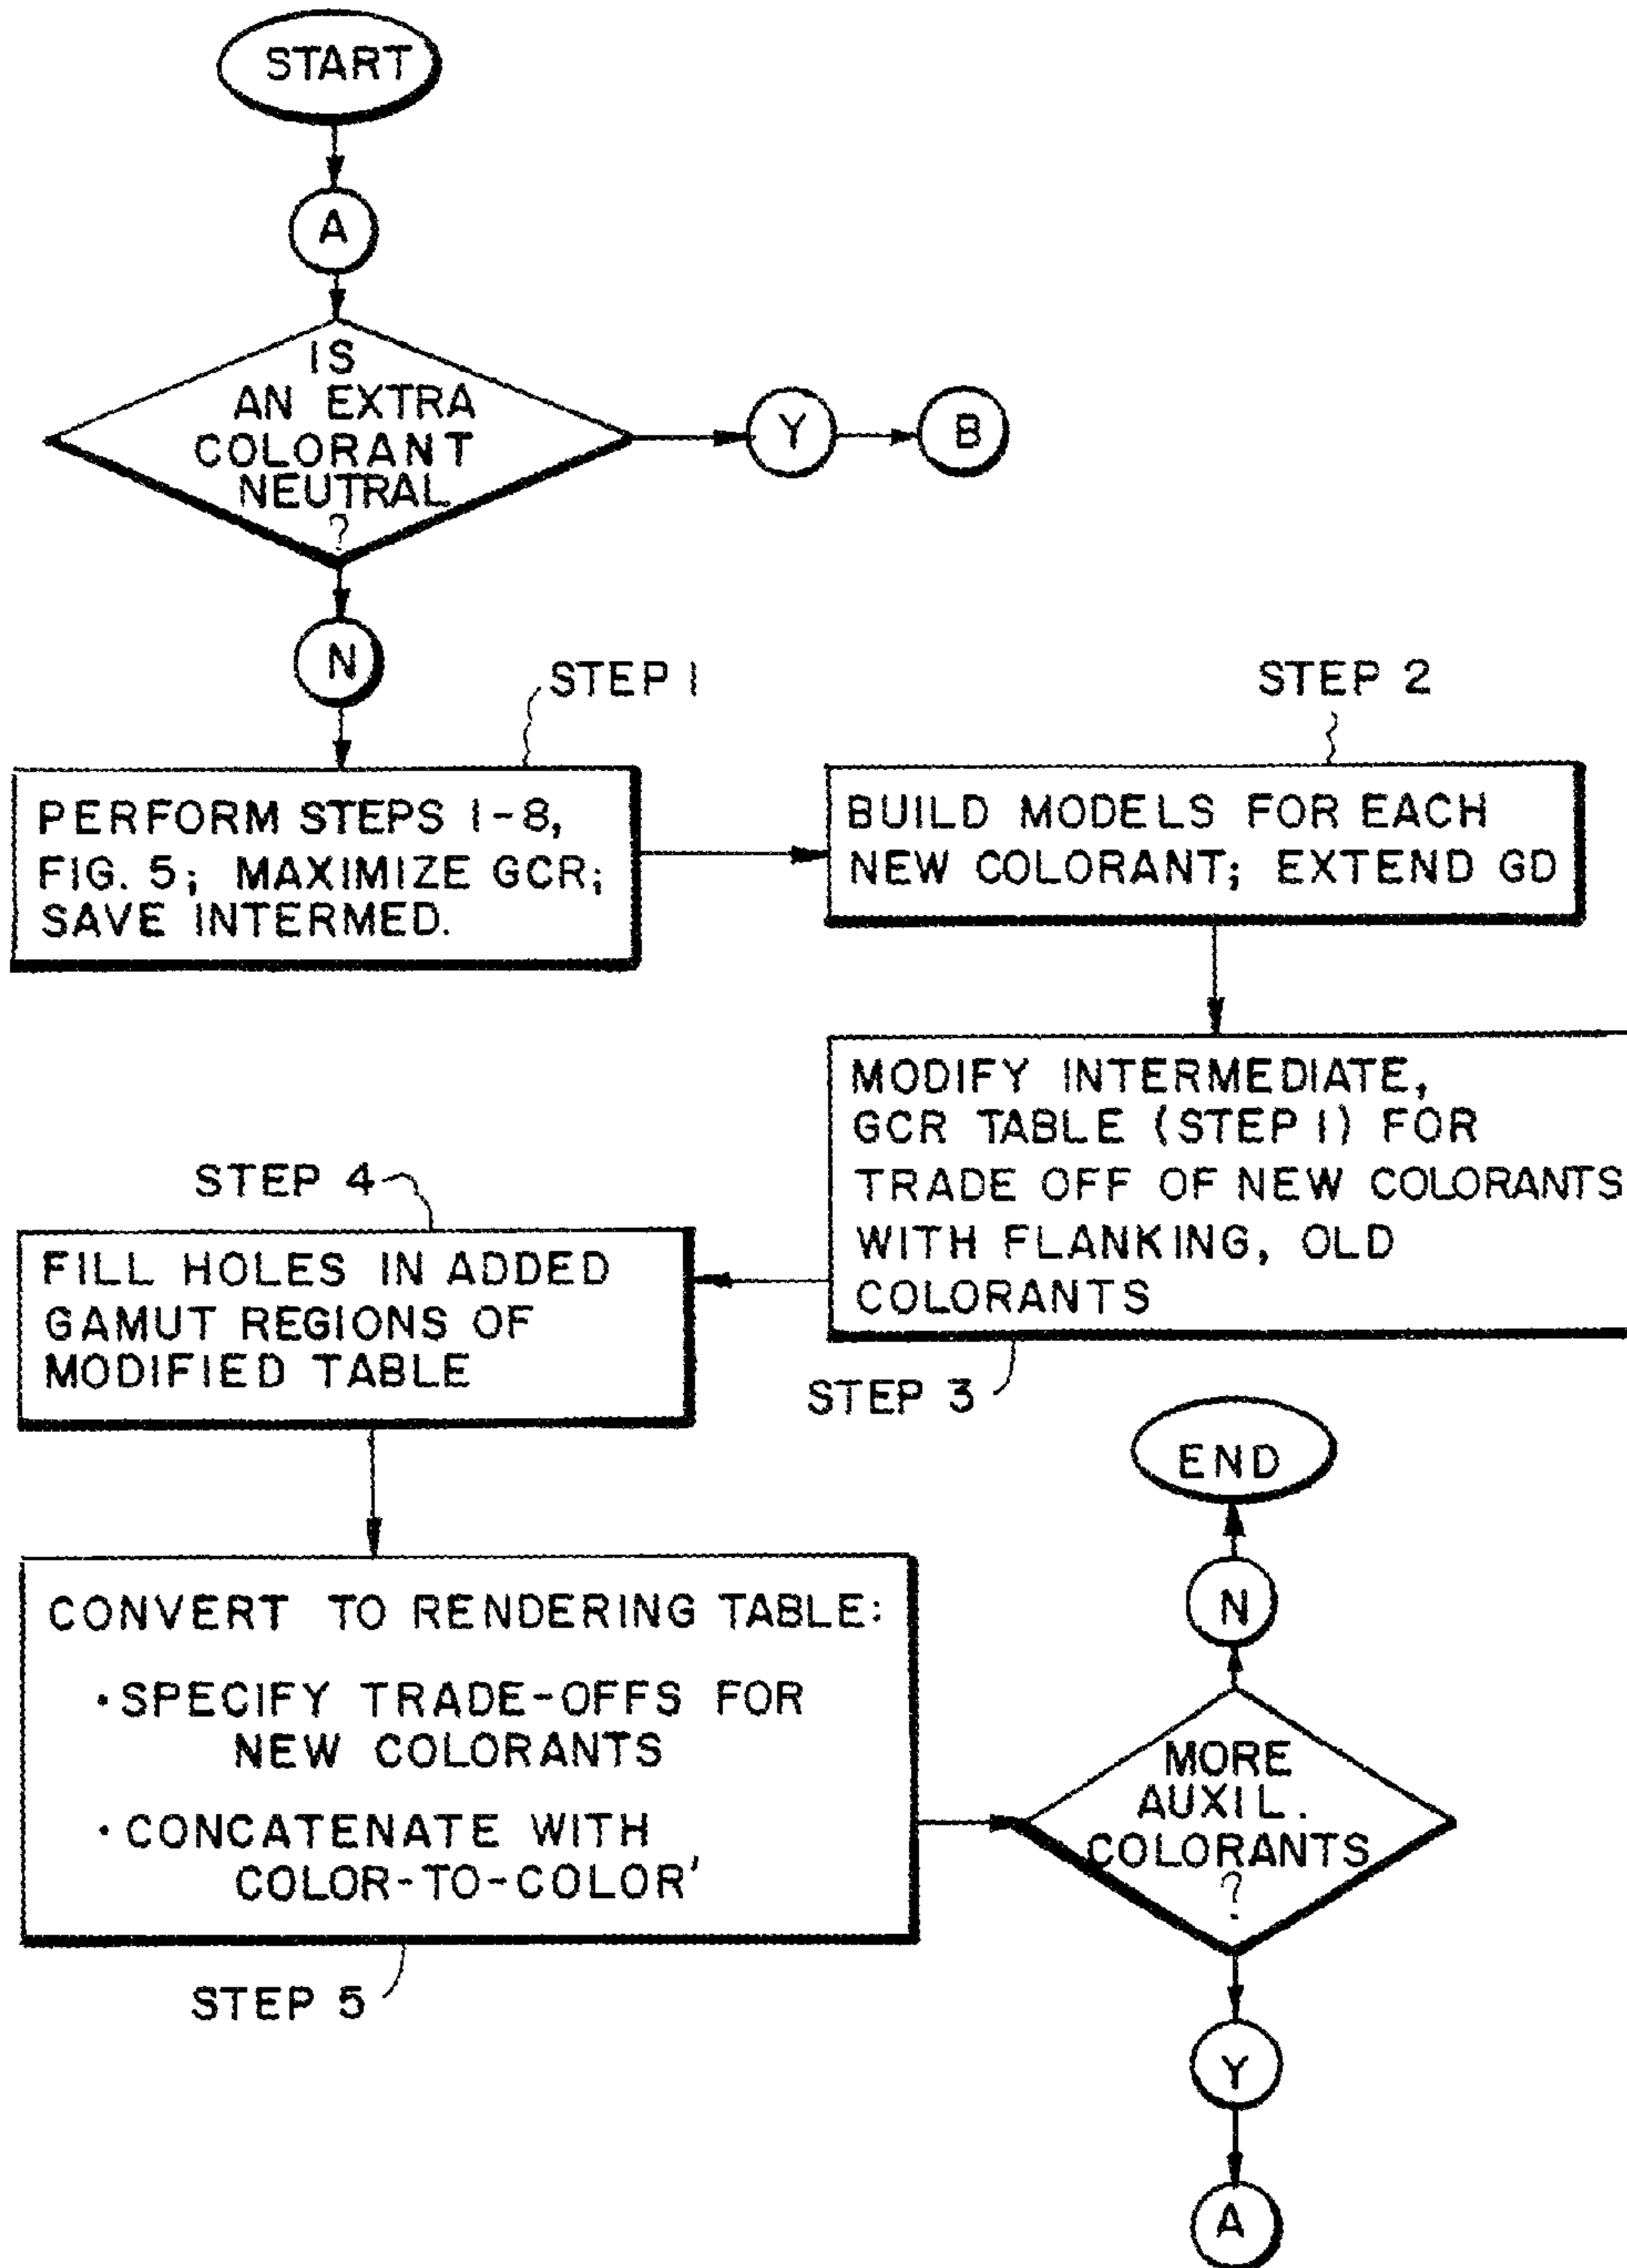 START
A
IS
AN EXTRA
COLORANT
NEUTRAL
?
Y
B
N
STEP 1
PERFORM STEPS 1-8,
FIG. 5; MAXIMIZE GCR;
SAVE INTERMED.
STEP 2
BUILD MODELS FOR EACH
NEW COLORANT; EXTEND GD
MODIFY INTERMEDIATE,
GCR TABLE (STEP 1) FOR
TRADE OFF OF NEW COLORANTS
WITH FLANKING, OLD
COLORANTS
STEP 3
STEP 4
FILL HOLES IN ADDED
GAMUT REGIONS OF
MODIFIED TABLE
CONVERT TO RENDERING TABLE:
• SPECIFY TRADE-OFFS FOR
NEW COLORANTS
• CONCATENATE WITH
COLOR-TO-COLOR'
STEP 5
END
N
MORE
AUXIL.
COLORANTS
?
Y
A